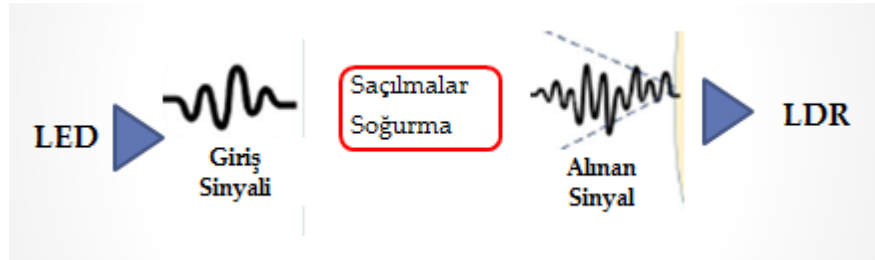 LED
Giriş
Sinyali
Saçılmalar
Soğurma
Alınan
Sinyal
LDR